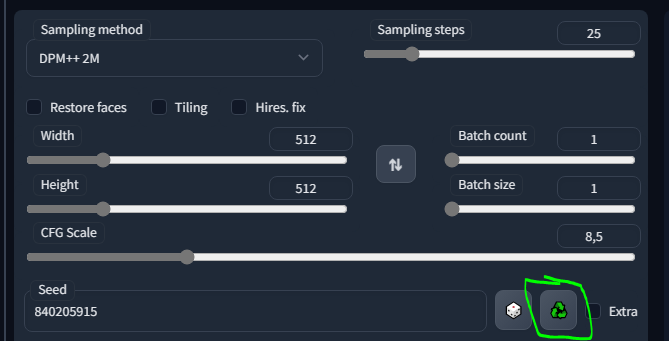 Sampling method
Sampling steps
25
DPM++ 2M
Restore faces
Tiling
Hires. fix
Width
512
Batch count
1
Height
512
Batch size
1
CFG Scale
8,5
Seed
840205915
Extra